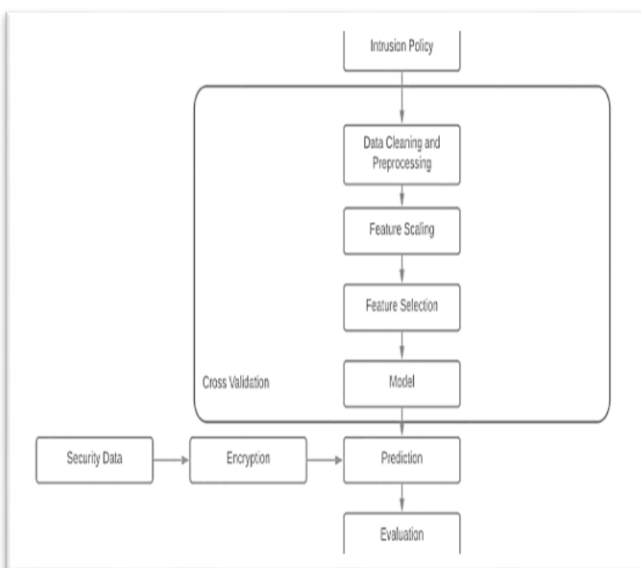 Intrusion Policy
Data Cleaning and
Preprocessing
Feature Scaling
Feature Selection
Cross Validation
Model
Security Data
Encryption
Prediction
Evaluation